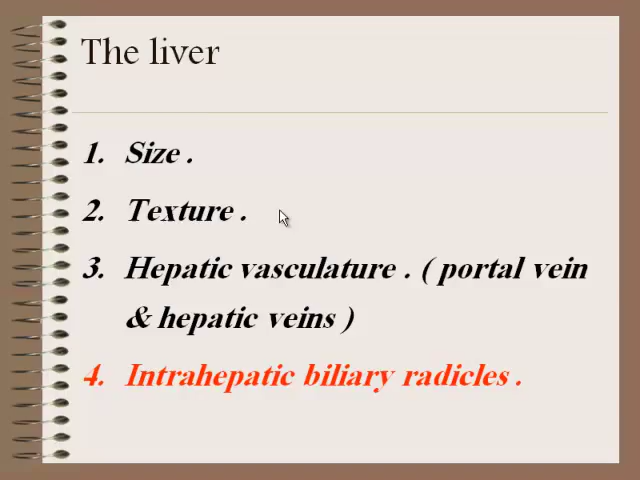 The liver
1. Size .
2. Texture .
3. Hepatic vasculature . ( portal vein
& hepatic veins )
4. Intrahepatic biliary radicles .